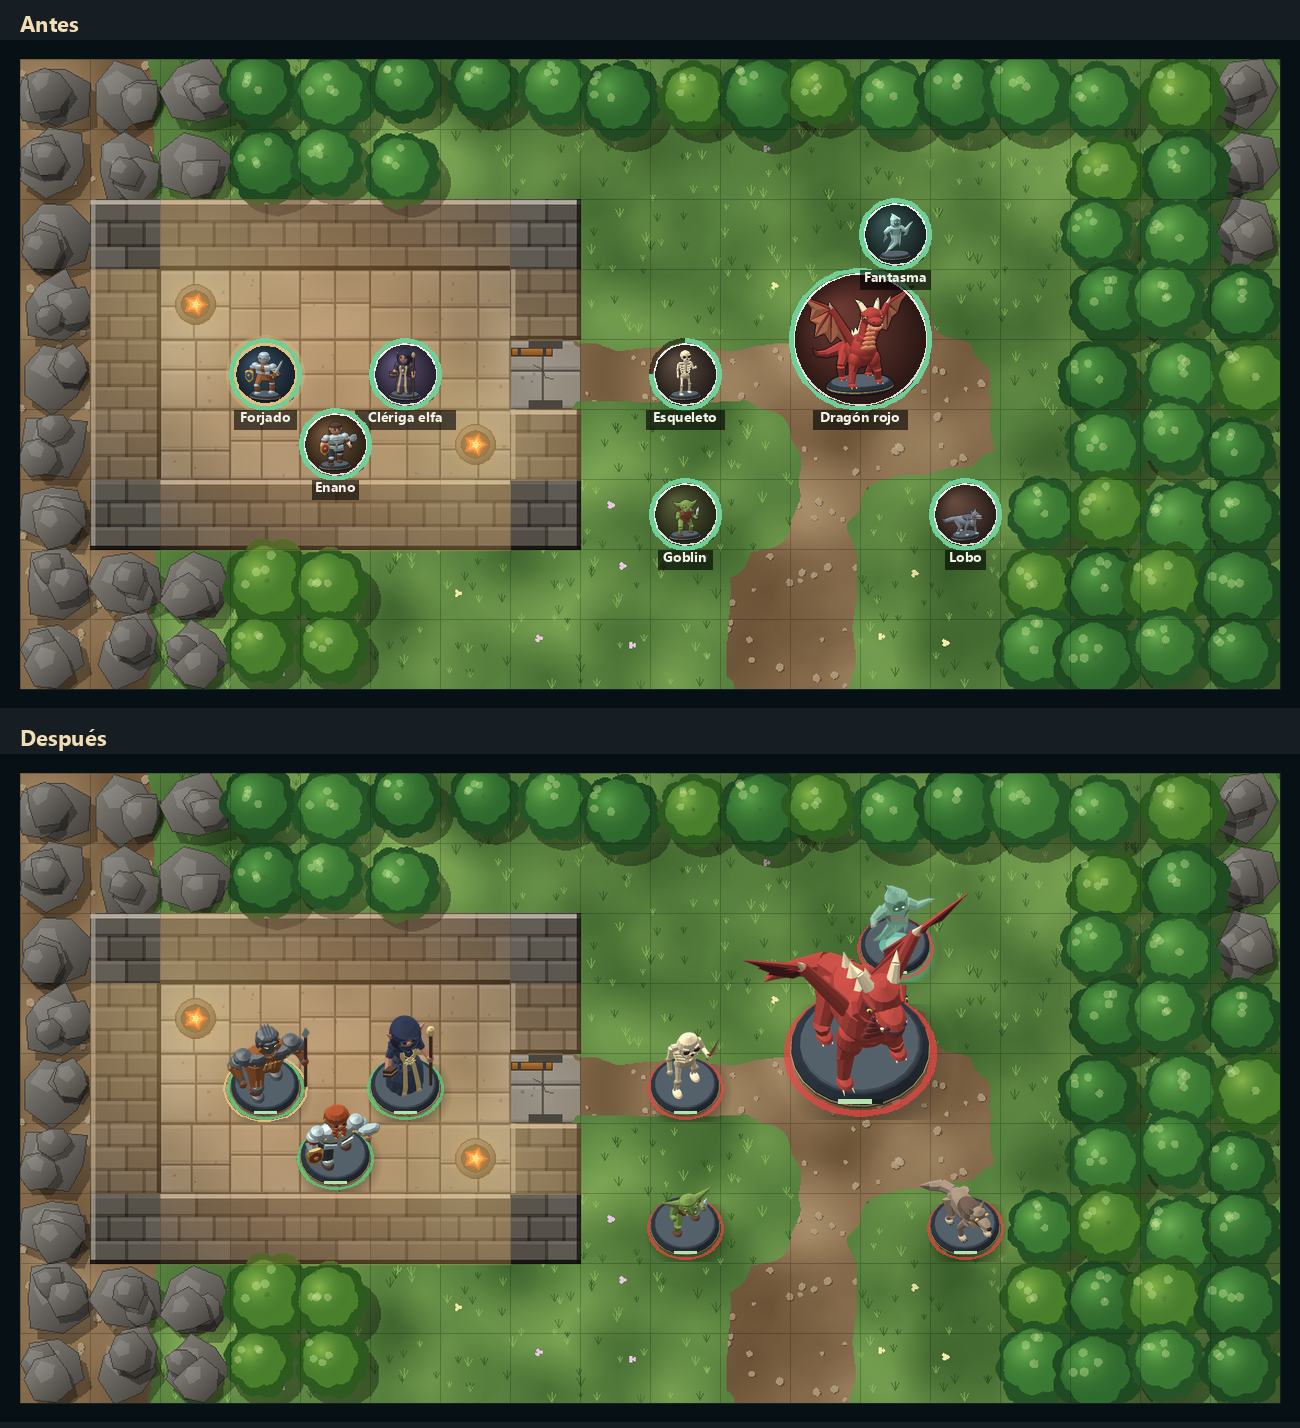 Antes
Fantasma
Forjado
Clériga elfa
Esqueleto
Dragón rojo
Enano
Goblin
Lobo
Después